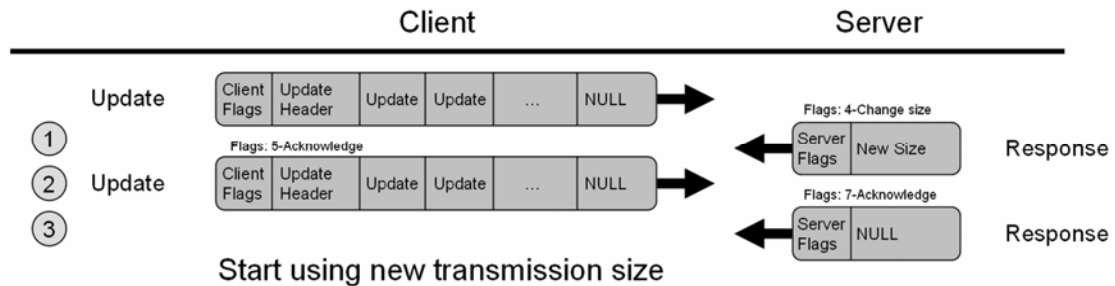 Client Server
Update Client Flags Update Header Update Update ... NULL
Flags: 4-Change size
1 Server Flags New Size Response
Flags: 5-Acknowledge
2 Update Client Flags Update Header Update Update ... NULL
Flags: 7-Acknowledge
3 Server Flags NULL Response
Start using new transmission size